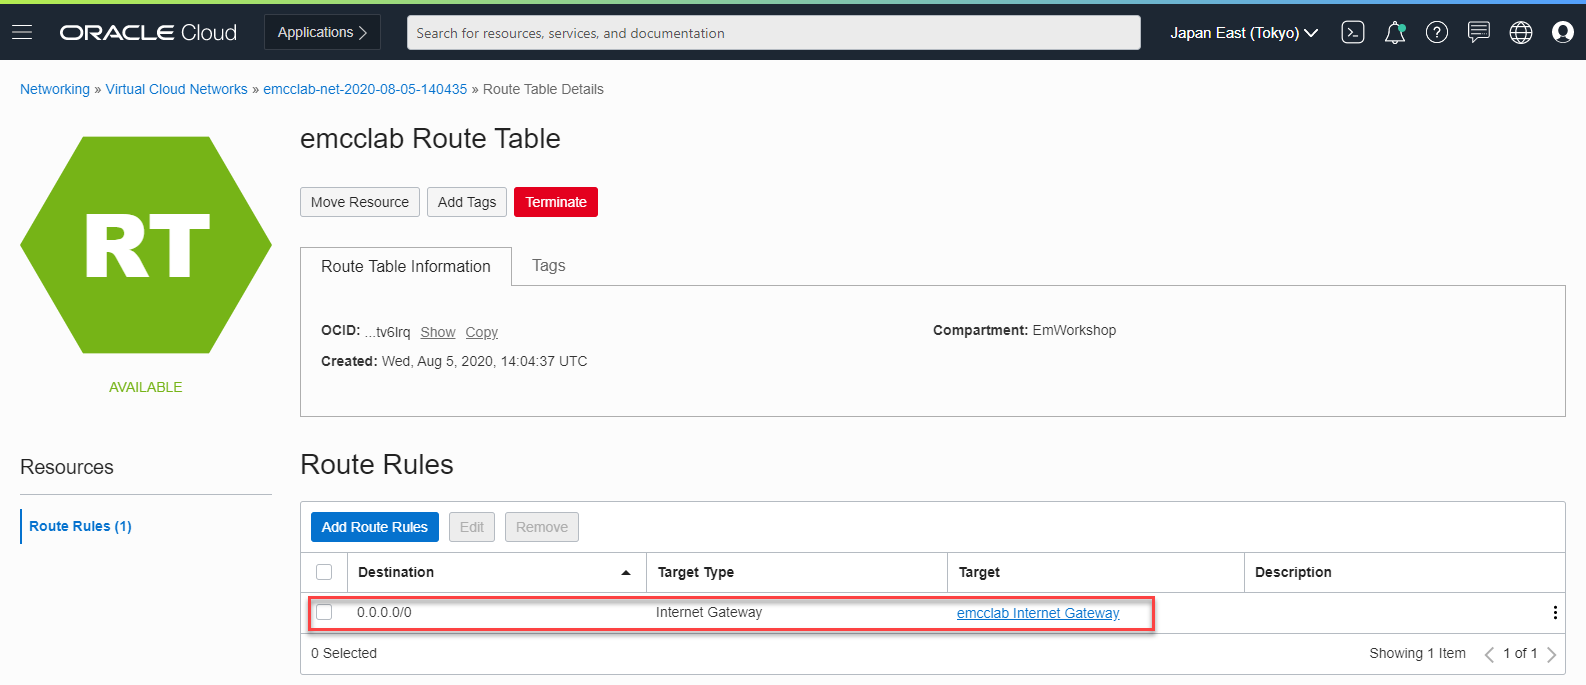 ORACLE Cloud Applications Search for resources, services, and documentation Japan East (Tokyo)
Networking » Virtual Cloud Networks » emcclab-net-2020-08-05-140435 » Route Table Details
RT
AVAILABLE
emcclab Route Table
Move Resource Add Tags Terminate
Route Table Information Tags
OCID: ...tv6lrq Show Copy Compartment: EmWorkshop
Created: Wed, Aug 5, 2020, 14:04:37 UTC
Resources
Route Rules (1)
Route Rules
Add Route Rules Edit Remove
Destination Target Type Target Description
0.0.0.0/0 Internet Gateway emcclab Internet Gateway
0 Selected Showing 1 Item 1 of 1